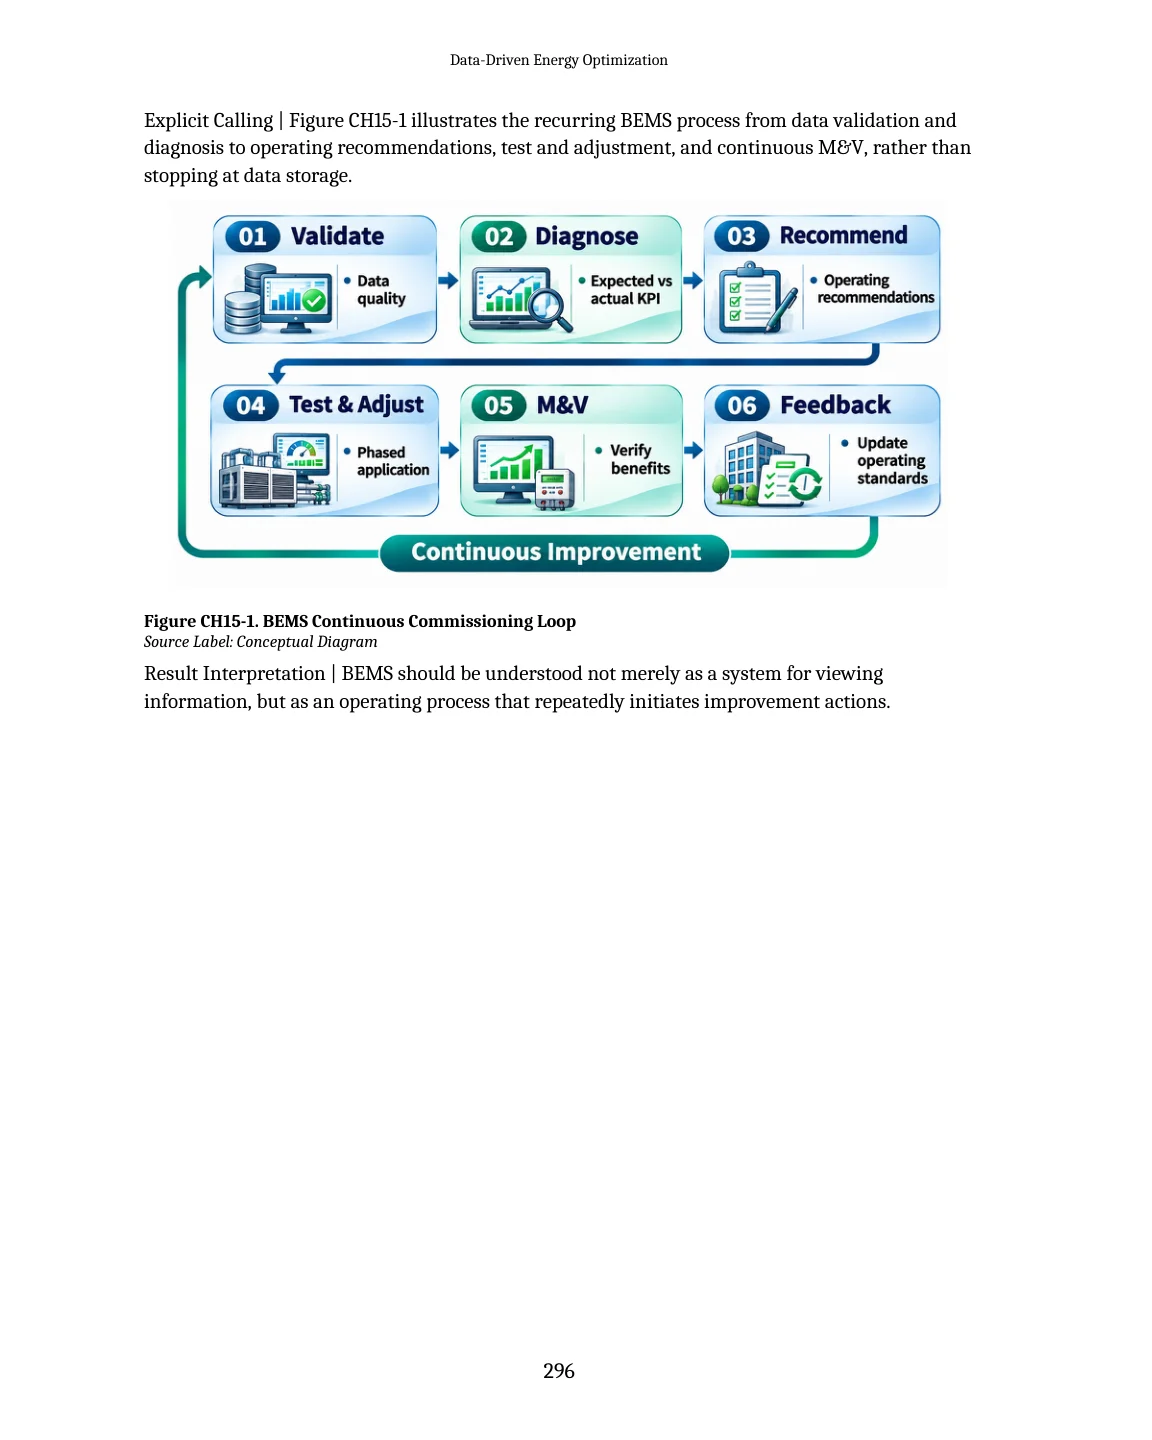 Data-Driven Energy Optimization
Explicit Calling | Figure CH15-1 illustrates the recurring BEMS process from data validation and
diagnosis to operating recommendations, test and adjustment, and continuous M&V, rather than
stopping at data storage.
01 Validate
• Data
quality
02 Diagnose
• Expected vs
actual KPI
03 Recommend
• Operating
recommendations
04 Test & Adjust
• Phased
application
05 M&V
• Verify
benefits
06 Feedback
• Update
operating
standards
Continuous Improvement
Figure CH15-1. BEMS Continuous Commissioning Loop
Source Label: Conceptual Diagram
Result Interpretation | BEMS should be understood not merely as a system for viewing
information, but as an operating process that repeatedly initiates improvement actions.
296